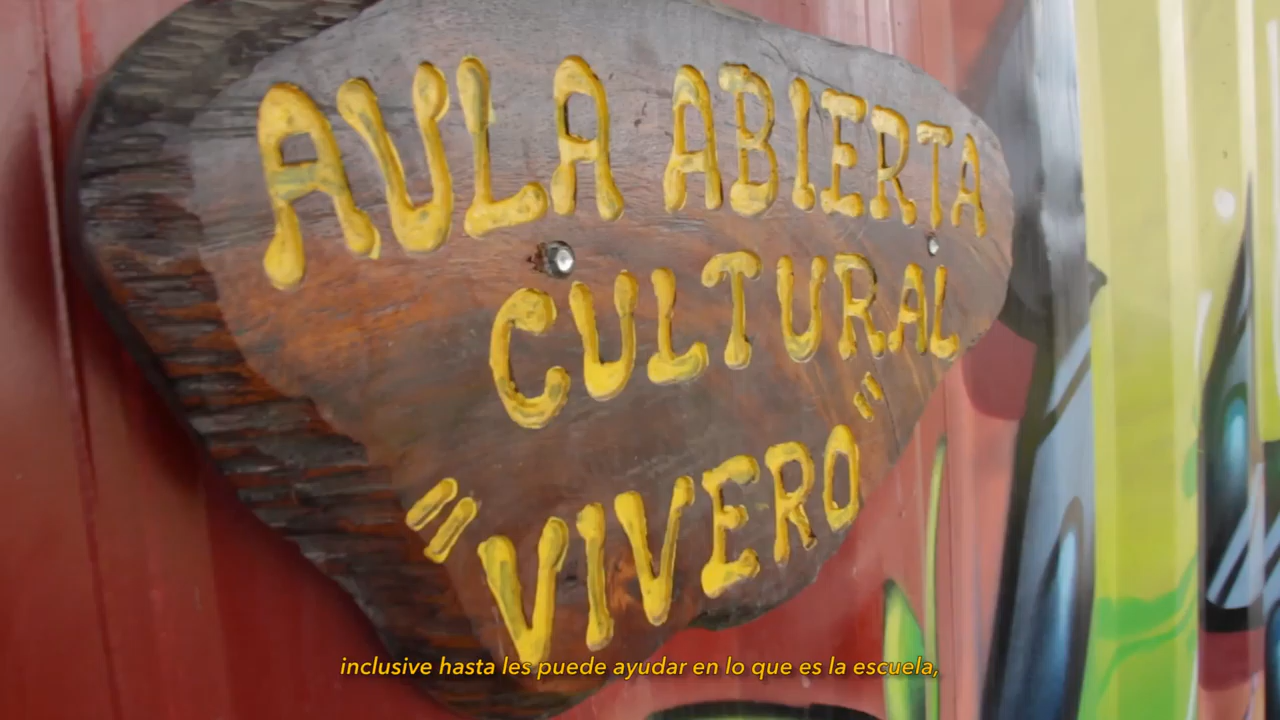 AULA ABIERTA
CULTURAL
"VIVERO"
inclusive hasta les puede ayudar en lo que es la escuela,